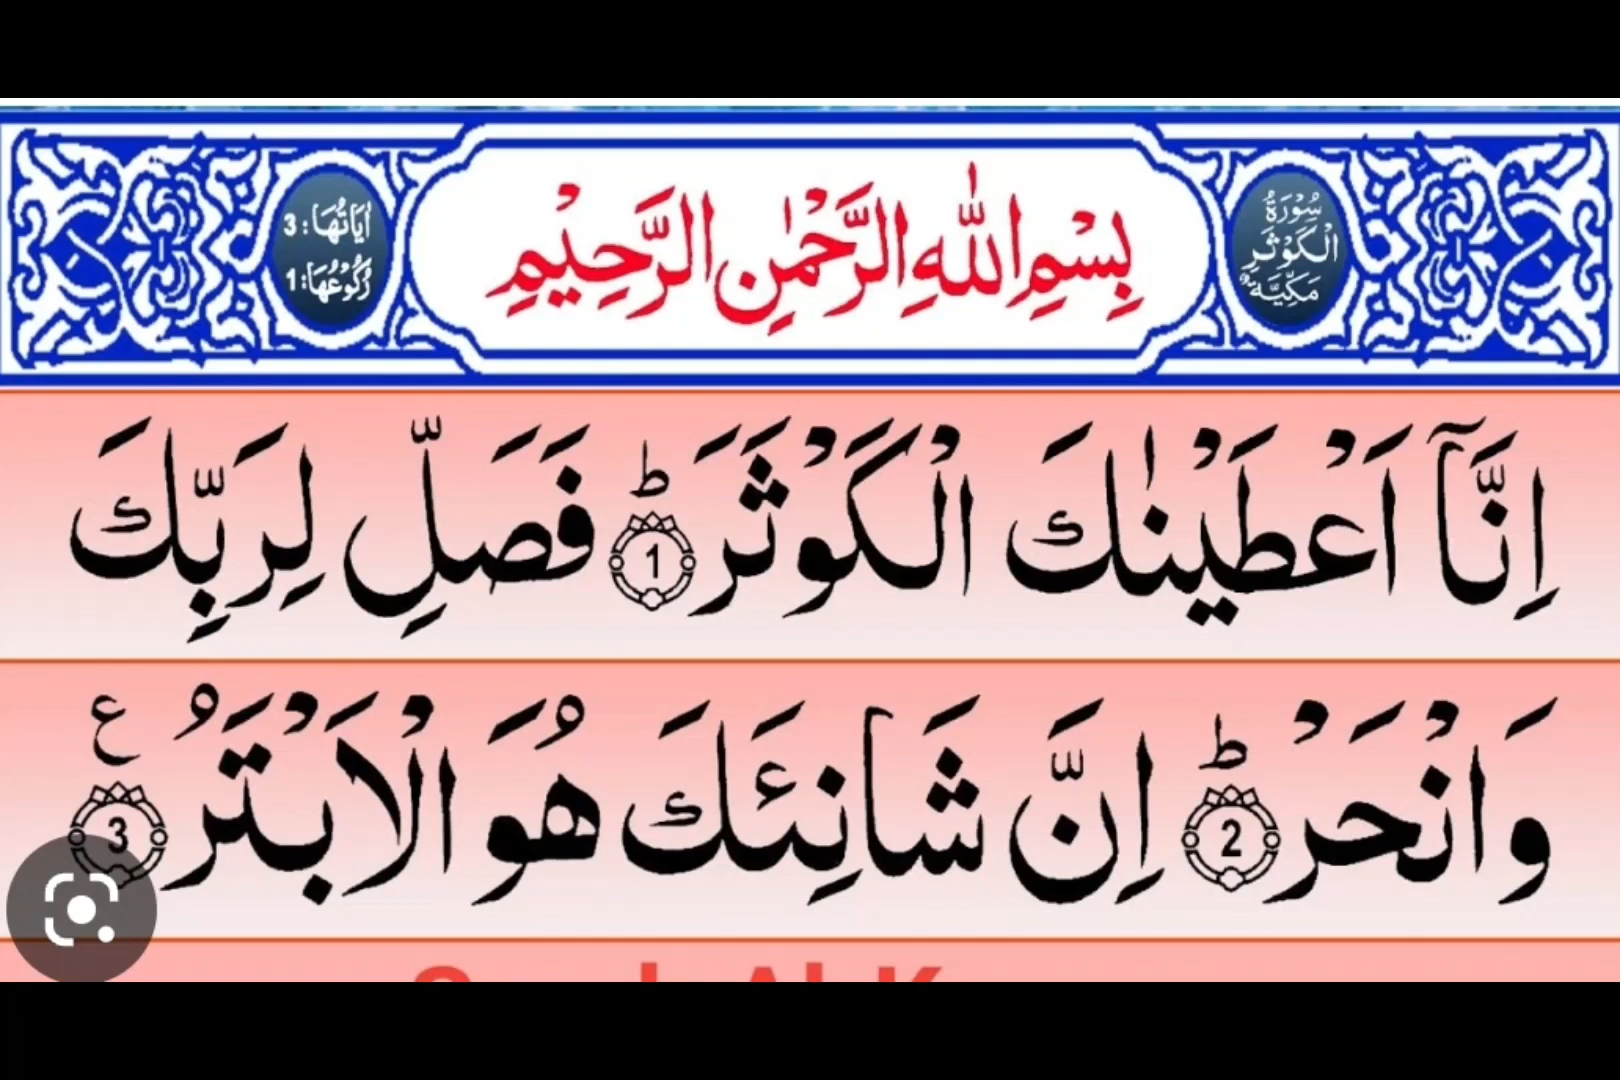 سُوْرَةُ
الْكَوْثَرِ
مَكِّيَّة
بِسْمِ اللّٰهِ الرَّحْمٰنِ الرَّحِيْمِ
اٰيَاتُهَا: 3
رُكُوْعُهَا: 1
اِنَّاۤ اَعْطَيْنٰكَ الْكَوْثَرَؕ 1 فَصَلِّ لِرَبِّكَ
وَانْحَرْؕ 2 اِنَّ شَانِئَكَ هُوَ الْاَبْتَرُ 3 ع